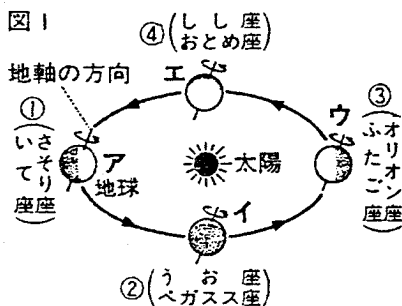 図1
④(しし座
おとめ座)
地軸の方向
エ
①(さそり座
いて座)
ア
地球
太陽
ウ
③(オリオン座
ふたご座)
イ
②(うお座
ペガスス座)